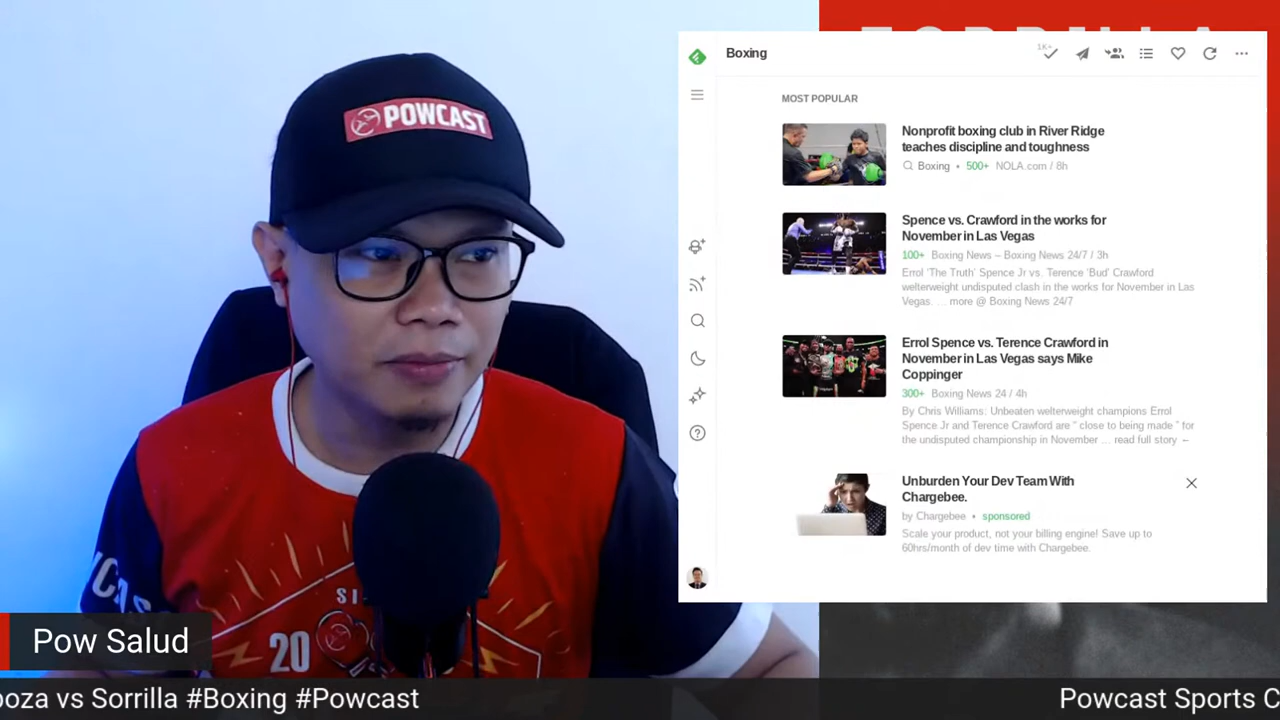 POWCAST
Boxing
1K+
MOST POPULAR
Nonprofit boxing club in River Ridge
teaches discipline and toughness
Boxing • 500+ NOLA.com / 8h
Spence vs. Crawford in the works for
November in Las Vegas
100+ Boxing News – Boxing News 24/7 / 3h
Errol 'The Truth' Spence Jr vs. Terence 'Bud' Crawford
welterweight undisputed clash in the works for November in Las
Vegas. ... more @ Boxing News 24/7
Errol Spence vs. Terence Crawford in
November in Las Vegas says Mike
Coppinger
300+ Boxing News 24 / 4h
By Chris Williams: Unbeaten welterweight champions Errol
Spence Jr and Terence Crawford are " close to being made " for
the undisputed championship in November ... read full story ←
Unburden Your Dev Team With
Chargebee.
by Chargebee • sponsored
Scale your product, not your billing engine! Save up to
60hrs/month of dev time with Chargebee.
SI
20
Pow Salud
ooza vs Sorrilla #Boxing #Powcast
Powcast Sports C